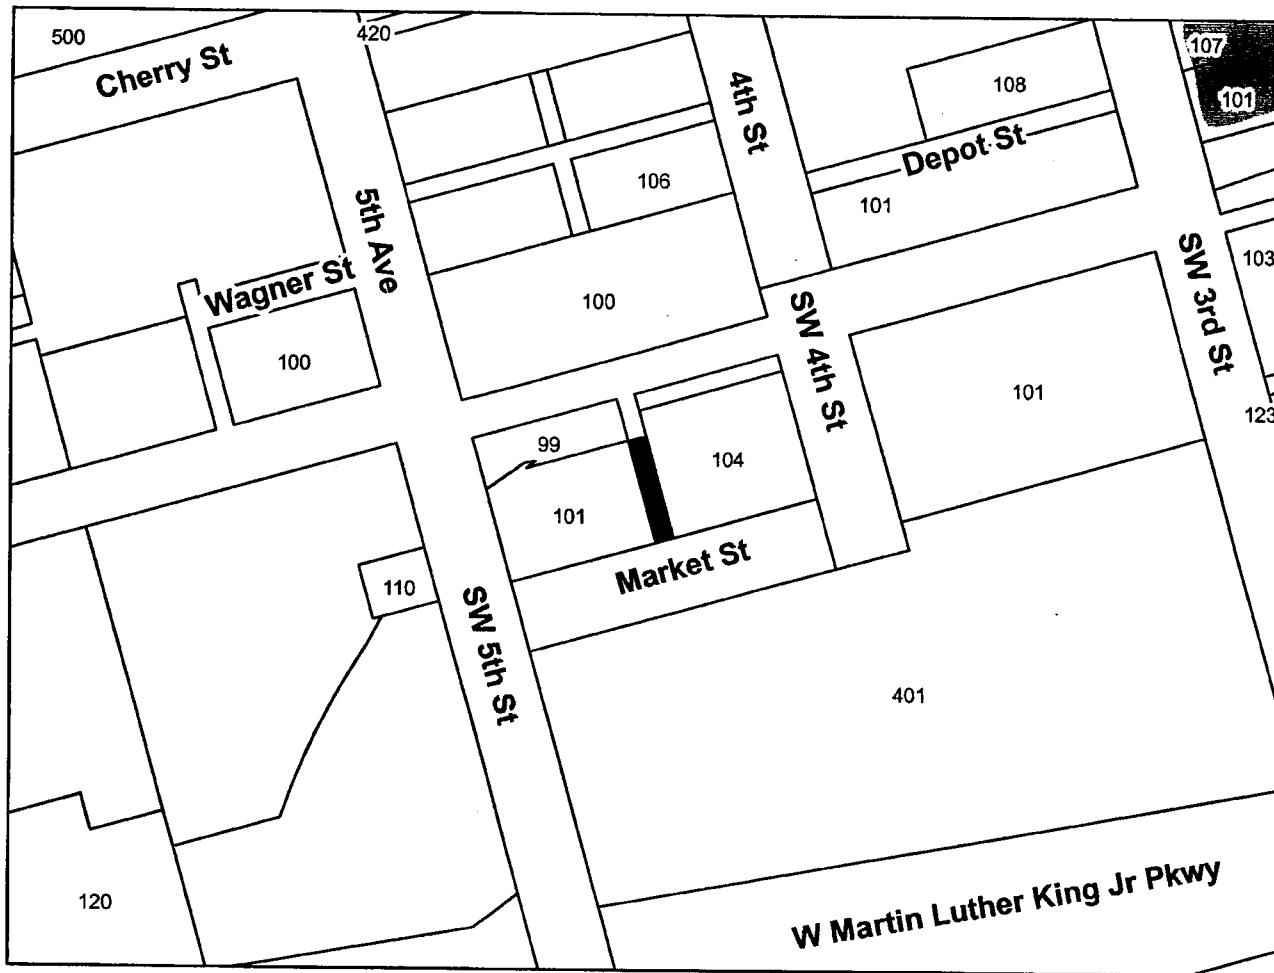 500
420
Cherry St
107
101
108
4th St
Depot St
106
101
5th Ave
SW 3rd St
103
Wagner St
100
SW 4th St
100
101
123
99
104
101
Market St
110
SW 5th St
401
120
W Martin Luther King Jr Pkwy